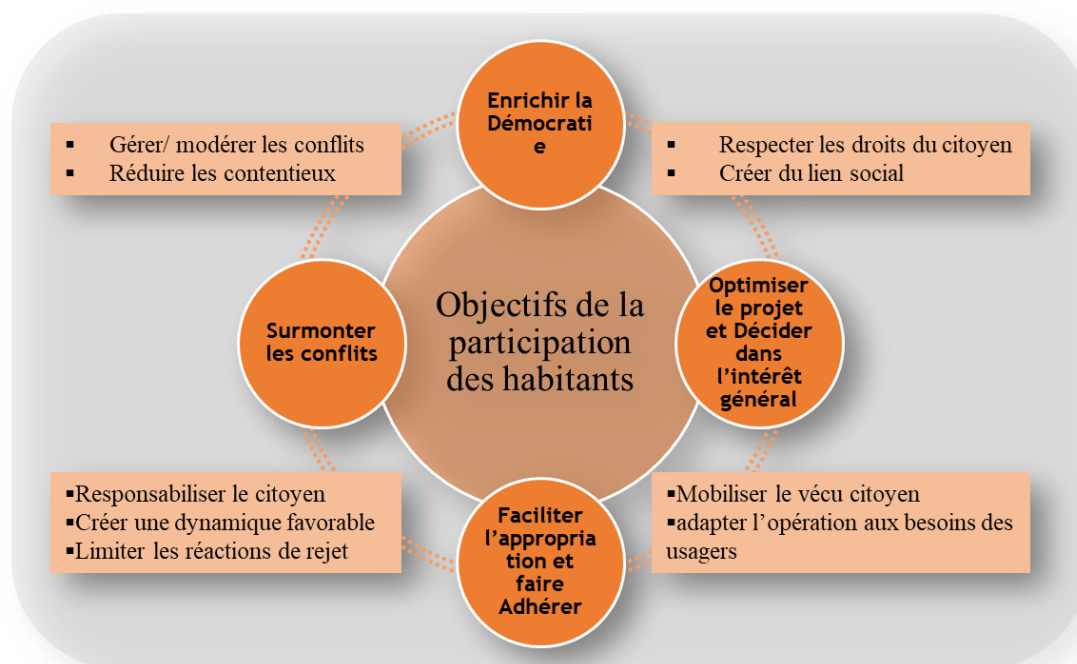 Enrichir la
Démocrati
e
▪ Gérer/ modérer les conflits
▪ Réduire les contentieux
▪ Respecter les droits du citoyen
▪ Créer du lien social
Surmonter
les conflits
Objectifs de la
participation
des habitants
Optimiser
le projet
et Décider
dans
l’intérêt
général
▪Responsabiliser le citoyen
▪Créer une dynamique favorable
▪Limiter les réactions de rejet
Faciliter
l’appropria
tion et
faire
Adhérer
▪Mobiliser le vécu citoyen
▪adapter l’opération aux besoins des
usagers